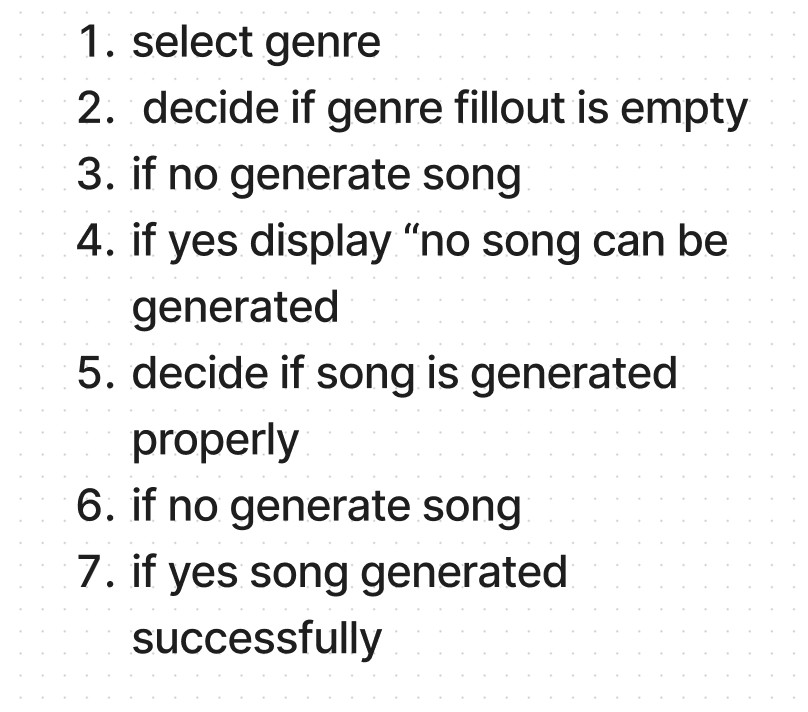 1. select genre
2. decide if genre fillout is empty
3. if no generate song
4. if yes display “no song can be
generated
5. decide if song is generated
properly
6. if no generate song
7. if yes song generated
successfully